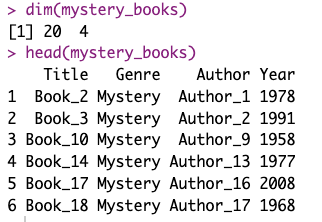 > dim(mystery_books)
[1] 20  4
> head(mystery_books)
    Title   Genre    Author Year
1  Book_2 Mystery  Author_1 1978
2  Book_3 Mystery  Author_2 1991
3 Book_10 Mystery  Author_9 1958
4 Book_14 Mystery Author_13 1977
5 Book_17 Mystery Author_16 2008
6 Book_18 Mystery Author_17 1968